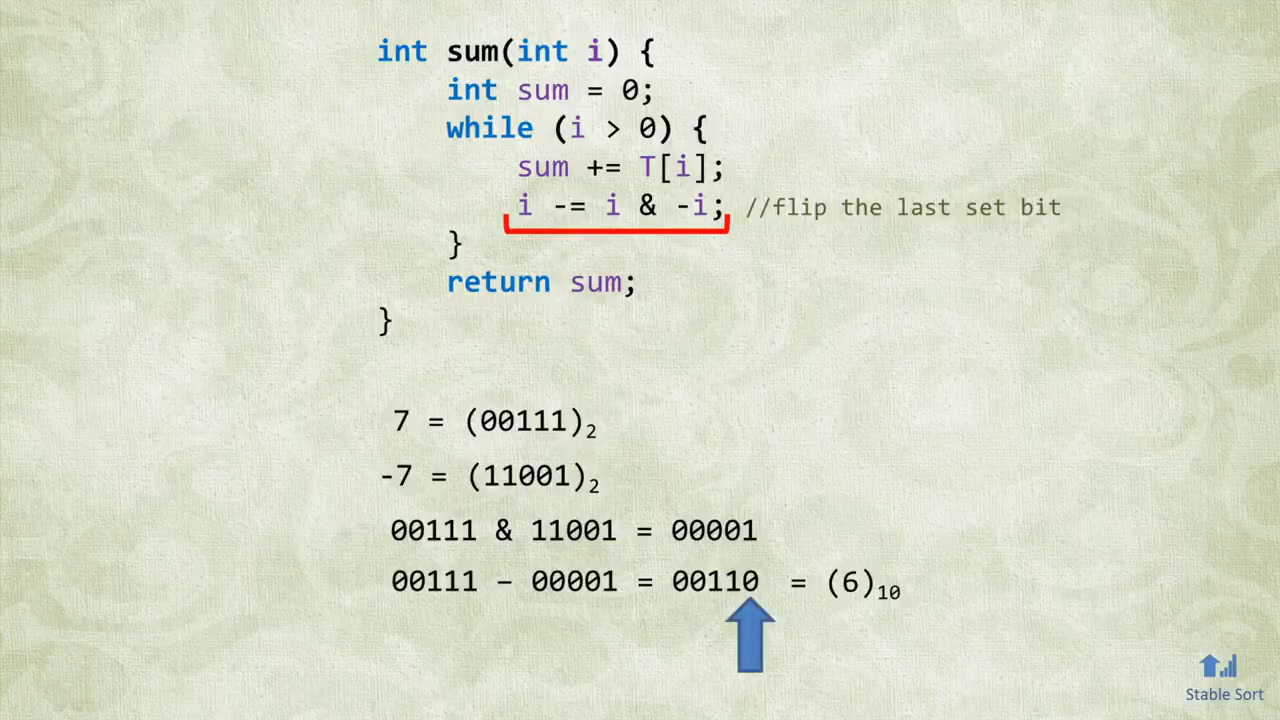 int sum(int i) {
int sum = 0;
while (i > 0) {
sum += T[i];
i -= i & -i; //flip the last set bit
}
return sum;
}
7 = (00111)₂
-7 = (11001)₂
00111 & 11001 = 00001
00111 – 00001 = 00110 = (6)₁₀
Stable Sort